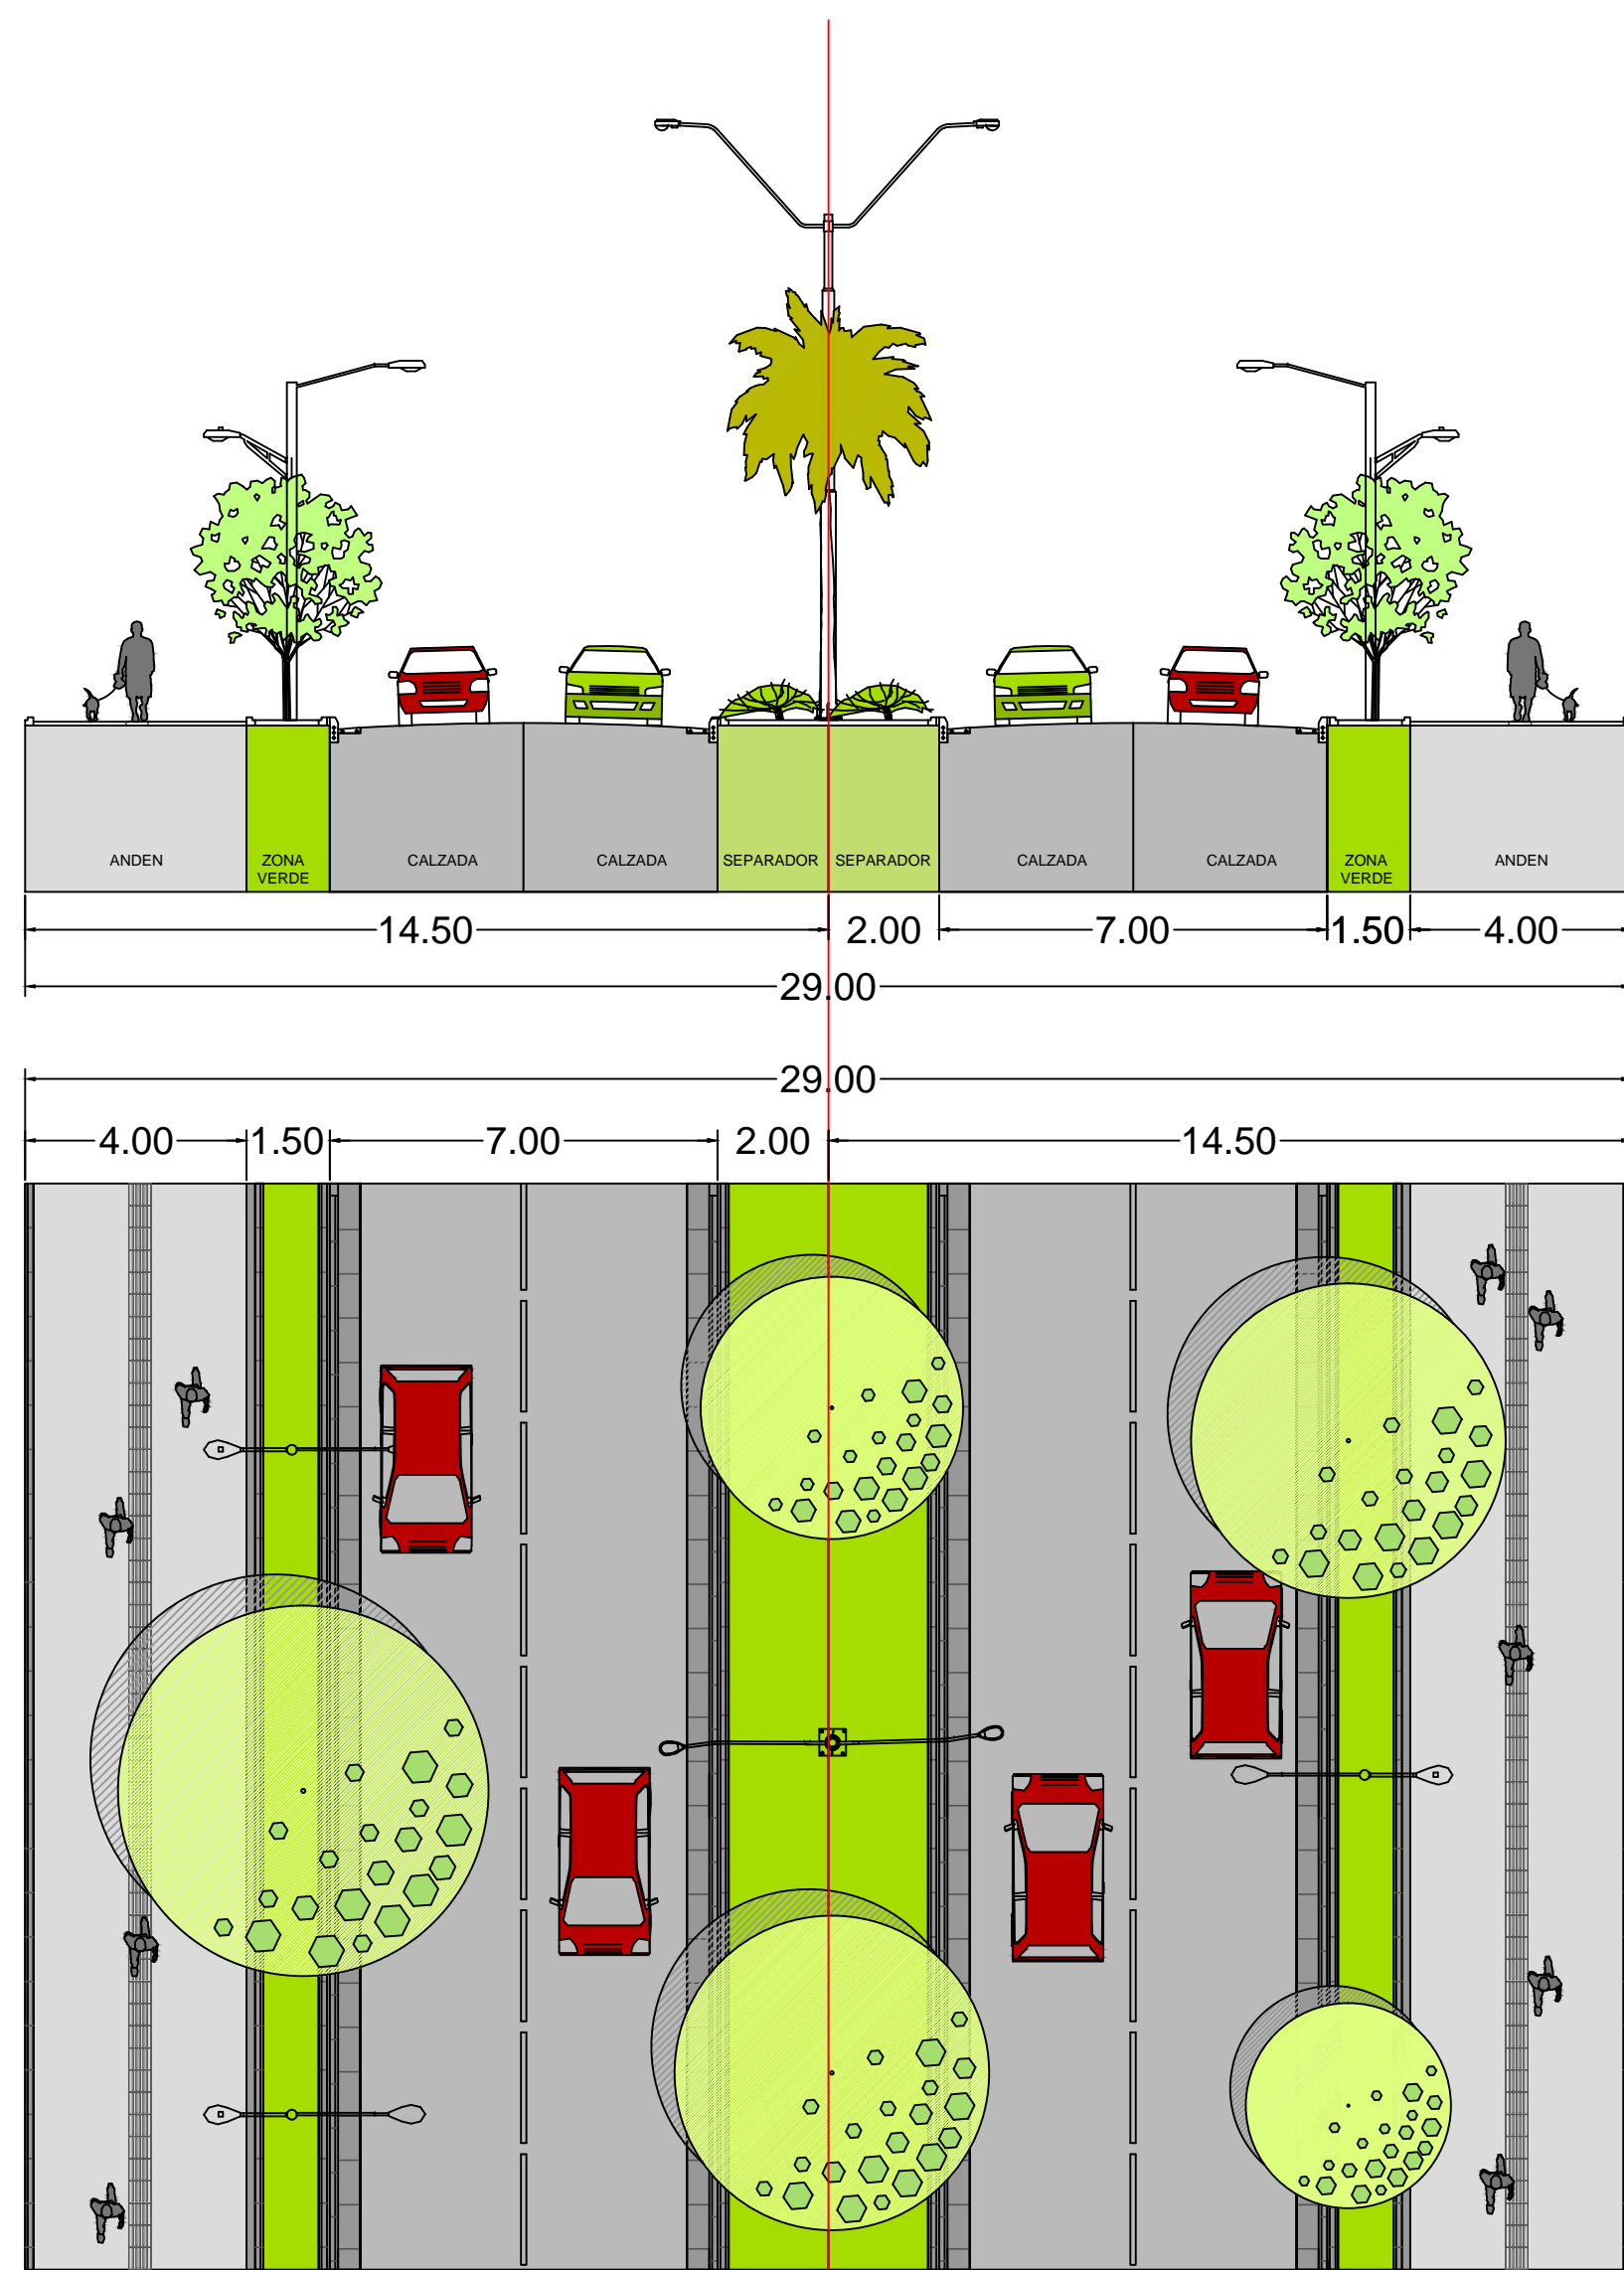 ANDEN
ZONA
VERDE
CALZADA
CALZADA
SEPARADOR
SEPARADOR
CALZADA
CALZADA
ZONA
VERDE
ANDEN
14.50
2.00
7.00
1.50
4.00
29.00
29.00
4.00
1.50
7.00
2.00
14.50